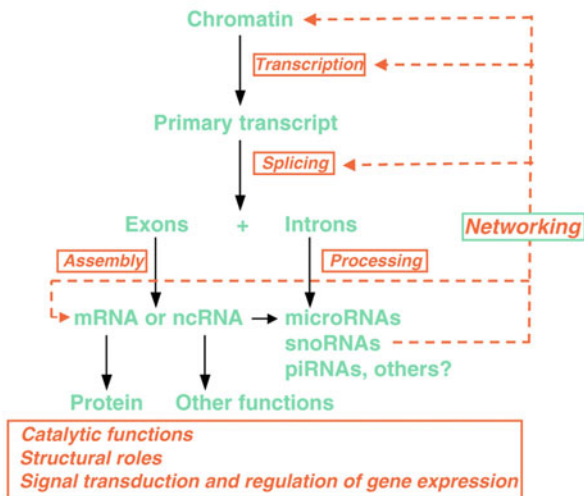 Chromatin
Transcription
Primary transcript
Splicing
Exons + Introns
Networking
Assembly
Processing
mRNA or ncRNA
microRNAs
snoRNAs
piRNAs, others?
Protein
Other functions
Catalytic functions
Structural roles
Signal transduction and regulation of gene expression